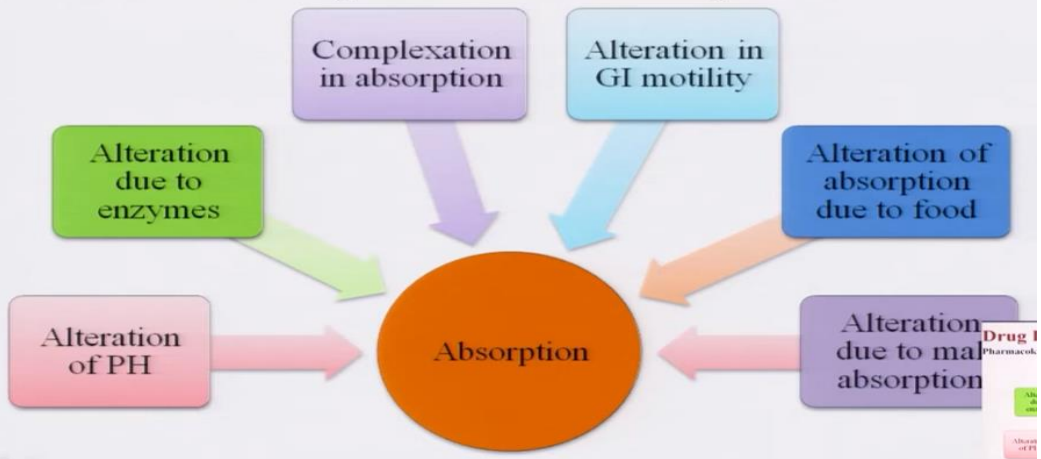 Complexation
in absorption
Alteration in
GI motility
Alteration
due to
enzymes
Alteration of
absorption
due to food
Alteration
of PH
Absorption
Alteration
due to mal
absorption
Drug
Pharmacok